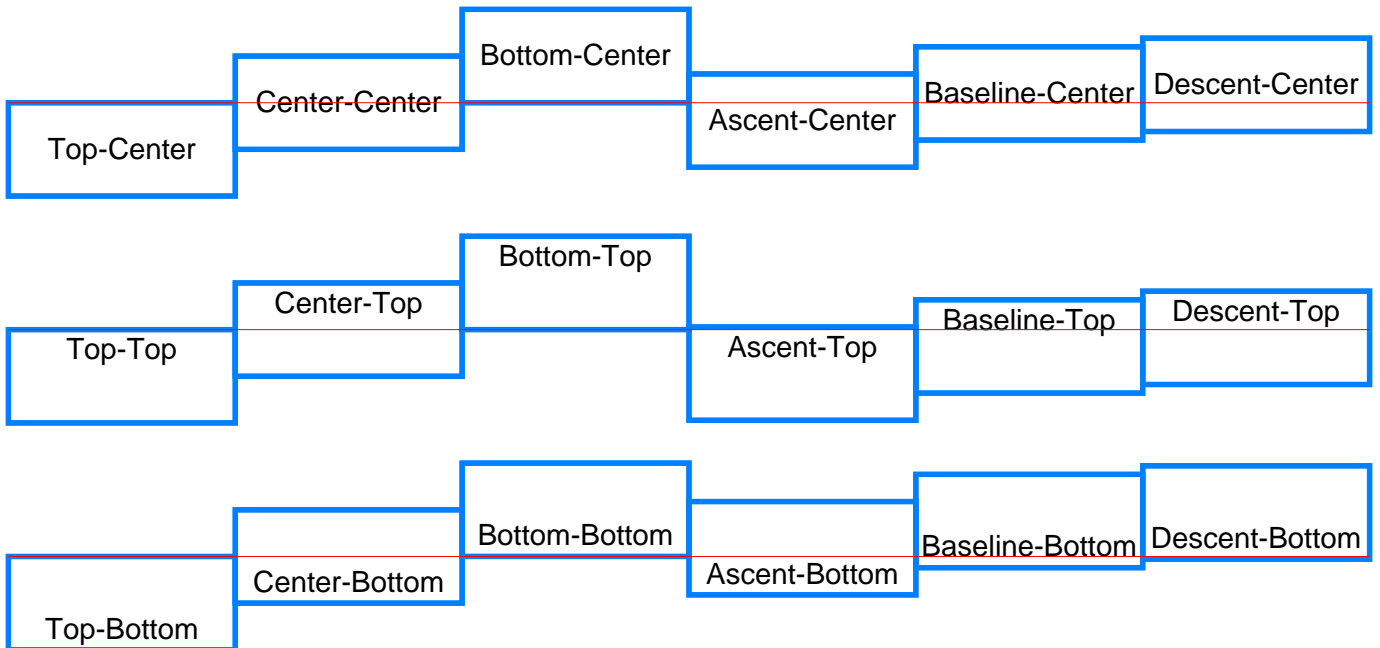 Top-Center Center-Center Bottom-Center Ascent-Center Baseline-Center Descent-Center
Top-Top Center-Top Bottom-Top Ascent-Top Baseline-Top Descent-Top
Top-Bottom Center-Bottom Bottom-Bottom Ascent-Bottom Baseline-Bottom Descent-Bottom